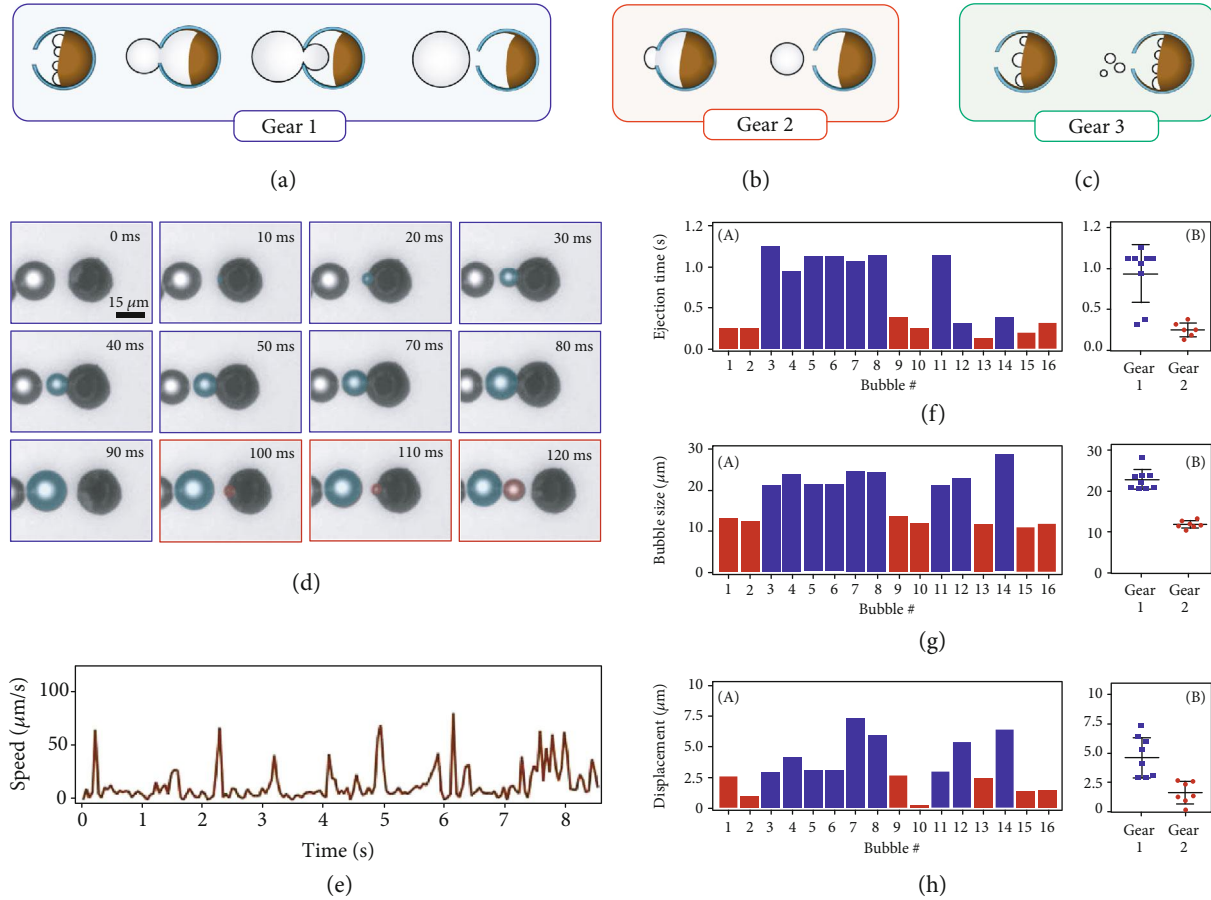 Gear 1
Gear 2
Gear 3
(a)
(b)
(c)
0 ms
10 ms
20 ms
30 ms
15 μm
40 ms
50 ms
70 ms
80 ms
90 ms
100 ms
110 ms
120 ms
(d)
Speed (μm/s)
100
50
0
0 1 2 3 4 5 6 7 8
Time (s)
(e)
Ejection time (s)
1.2
1.0
0.5
0.0
(A)
1 2 3 4 5 6 7 8 9 10 11 12 13 14 15 16
Bubble #
1.2
1.0
0.5
0.0
(B)
Gear 1
Gear 2
(f)
Bubble size (μm)
30
20
10
0
(A)
1 2 3 4 5 6 7 8 9 10 11 12 13 14 15 16
Bubble #
30
20
10
0
(B)
Gear 1
Gear 2
(g)
Displacement (μm)
10
7.5
5.0
2.5
0
(A)
1 2 3 4 5 6 7 8 9 10 11 12 13 14 15 16
Bubble #
10
7.5
5.0
2.5
0
(B)
Gear 1
Gear 2
(h)